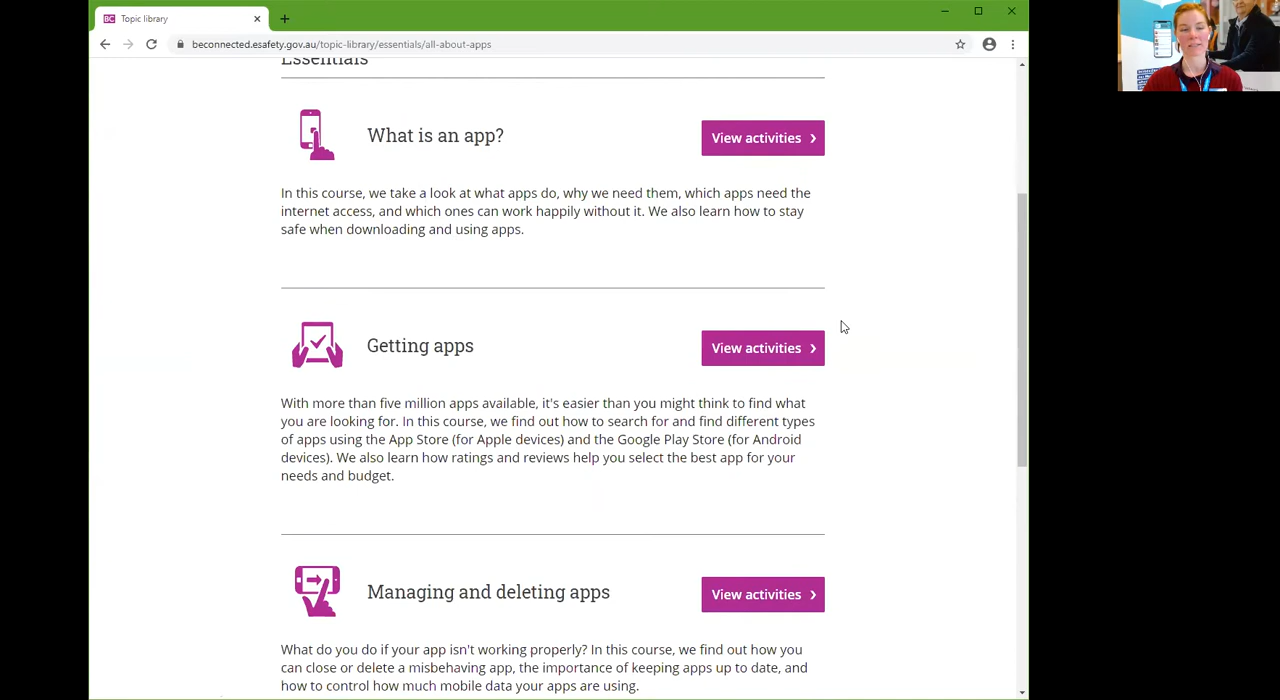 BC Topic library
beconnected.esafety.gov.au/topic-library/essentials/all-about-apps
Essentials
What is an app?
View activities
In this course, we take a look at what apps do, why we need them, which apps need the
internet access, and which ones can work happily without it. We also learn how to stay
safe when downloading and using apps.
Getting apps
View activities
With more than five million apps available, it's easier than you might think to find what
you are looking for. In this course, we find out how to search for and find different types
of apps using the App Store (for Apple devices) and the Google Play Store (for Android
devices). We also learn how ratings and reviews help you select the best app for your
needs and budget.
Managing and deleting apps
View activities
What do you do if your app isn't working properly? In this course, we find out how you
can close or delete a misbehaving app, the importance of keeping apps up to date, and
how to control how much mobile data your apps are using.